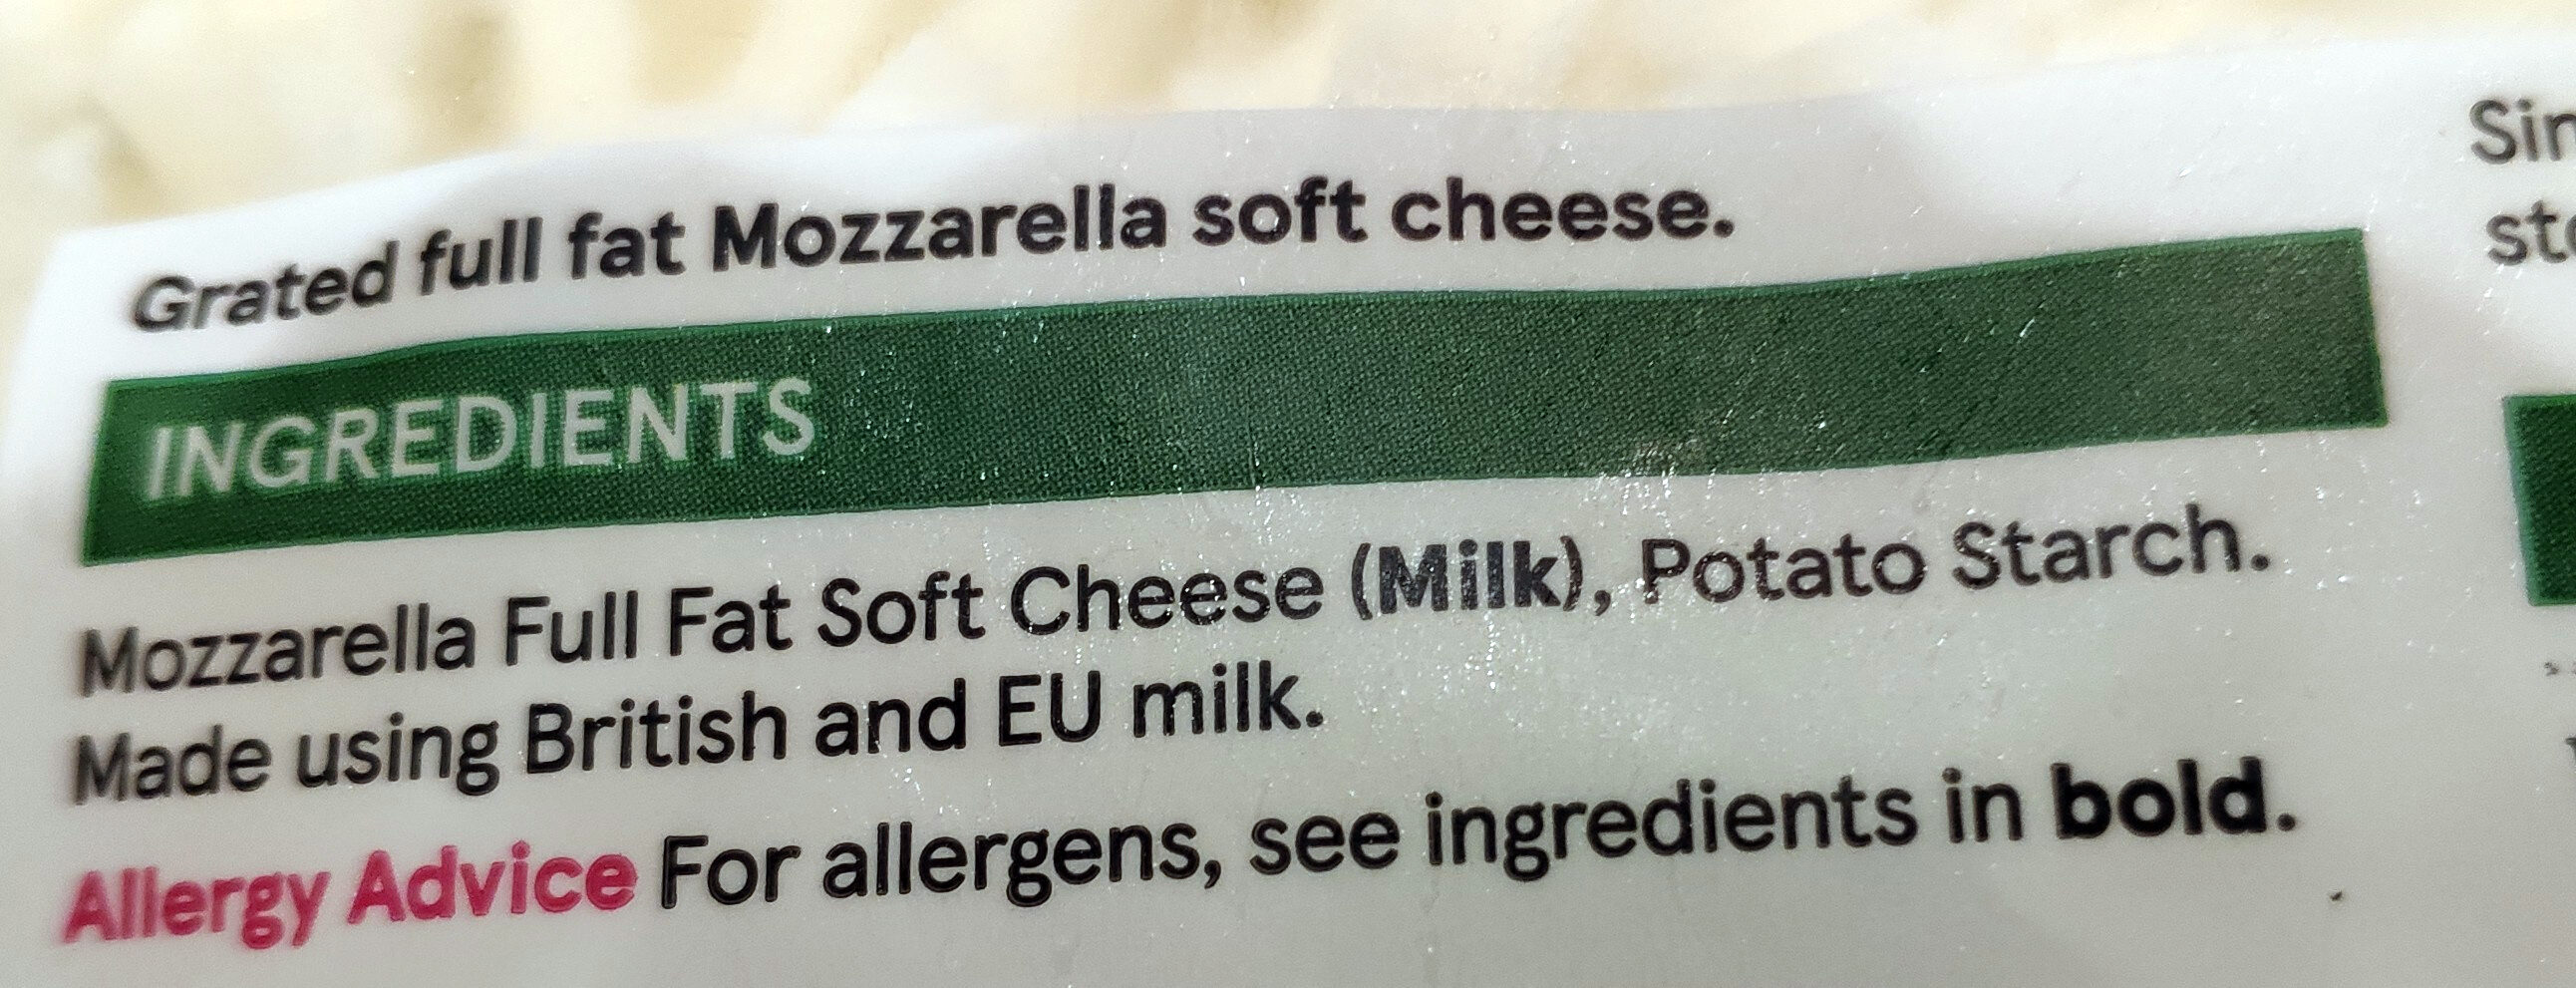 Grated full fat Mozzarella soft cheese.
INGREDIENTS
Mozzarella Full Fat Soft Cheese (Milk), Potato Starch.
Made using British and EU milk.
Allergy Advice For allergens, see ingredients in bold.